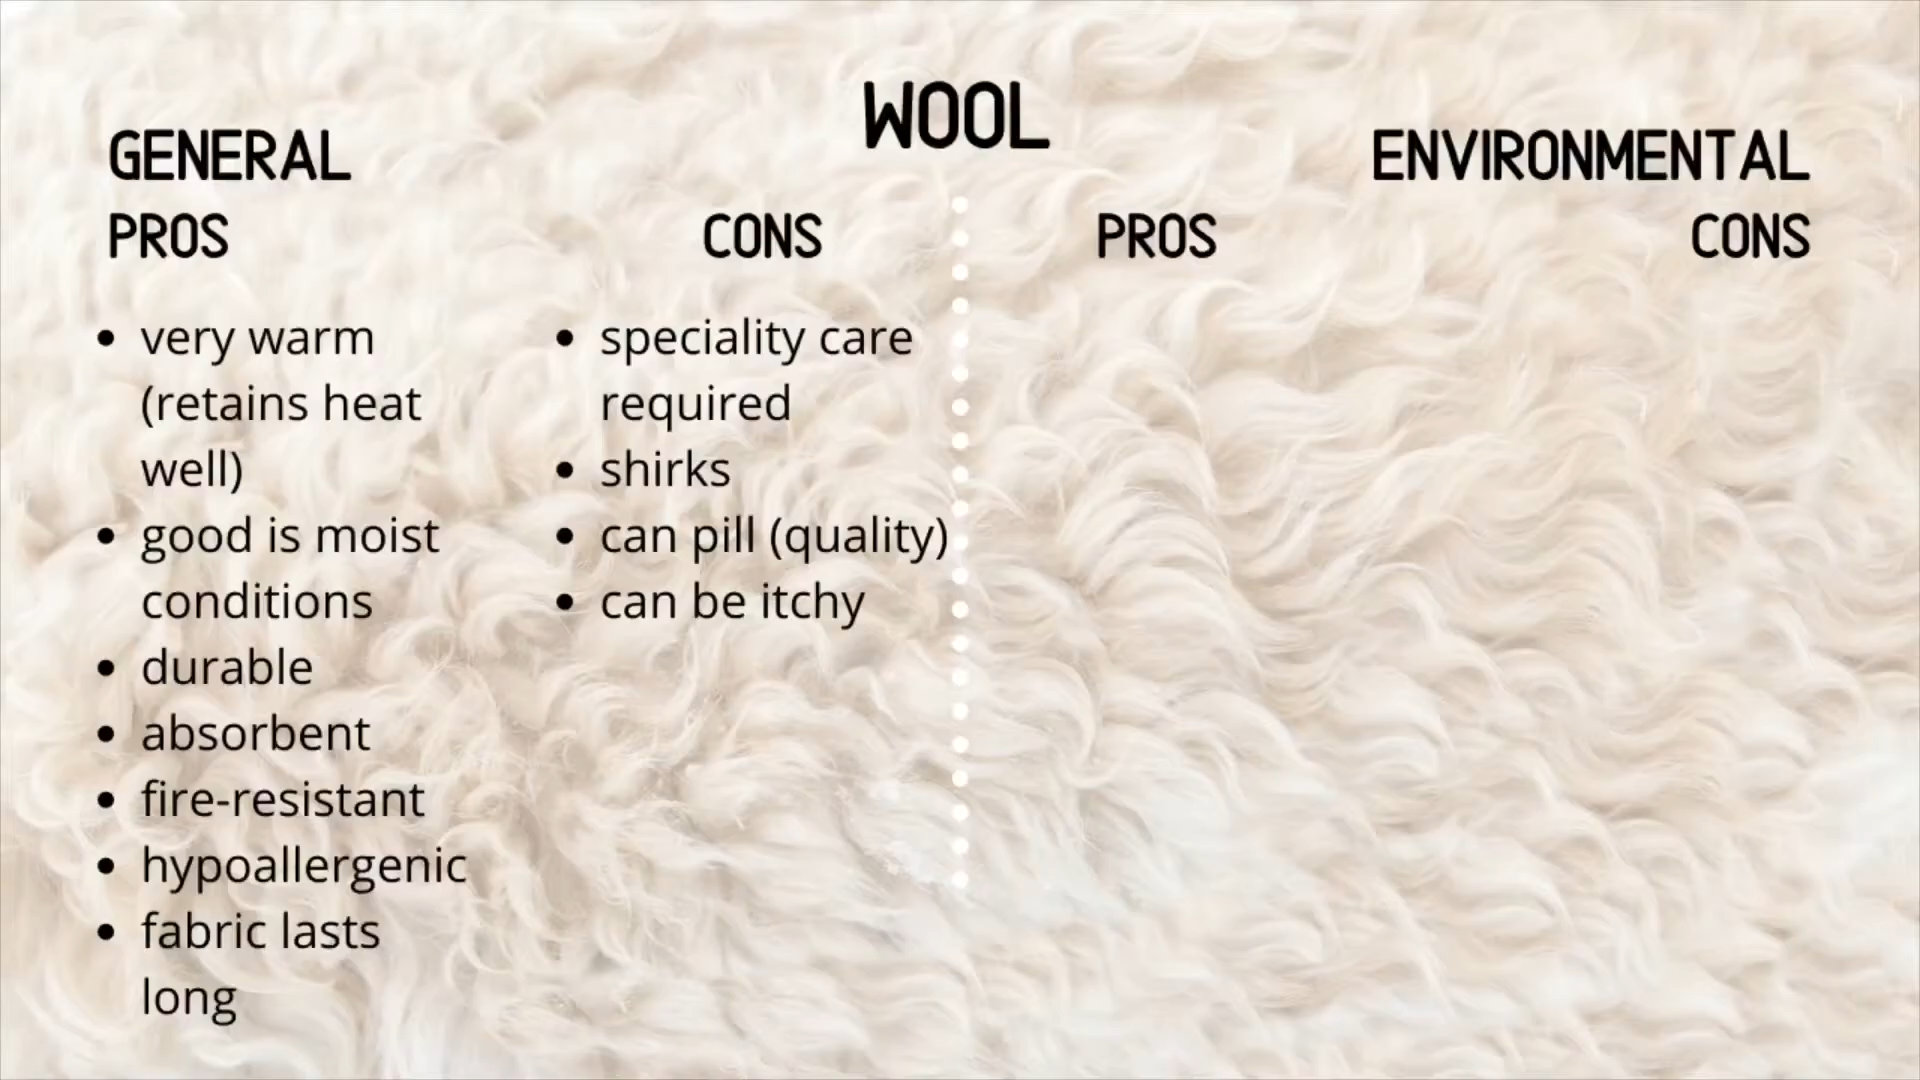 WOOL
GENERAL
PROS
CONS
very warm
(retains heat
well)
good is moist
conditions
durable
absorbent
fire-resistant
hypoallergenic
fabric lasts
long
speciality care
required
shirks
can pill (quality)
can be itchy
ENVIRONMENTAL
PROS
CONS